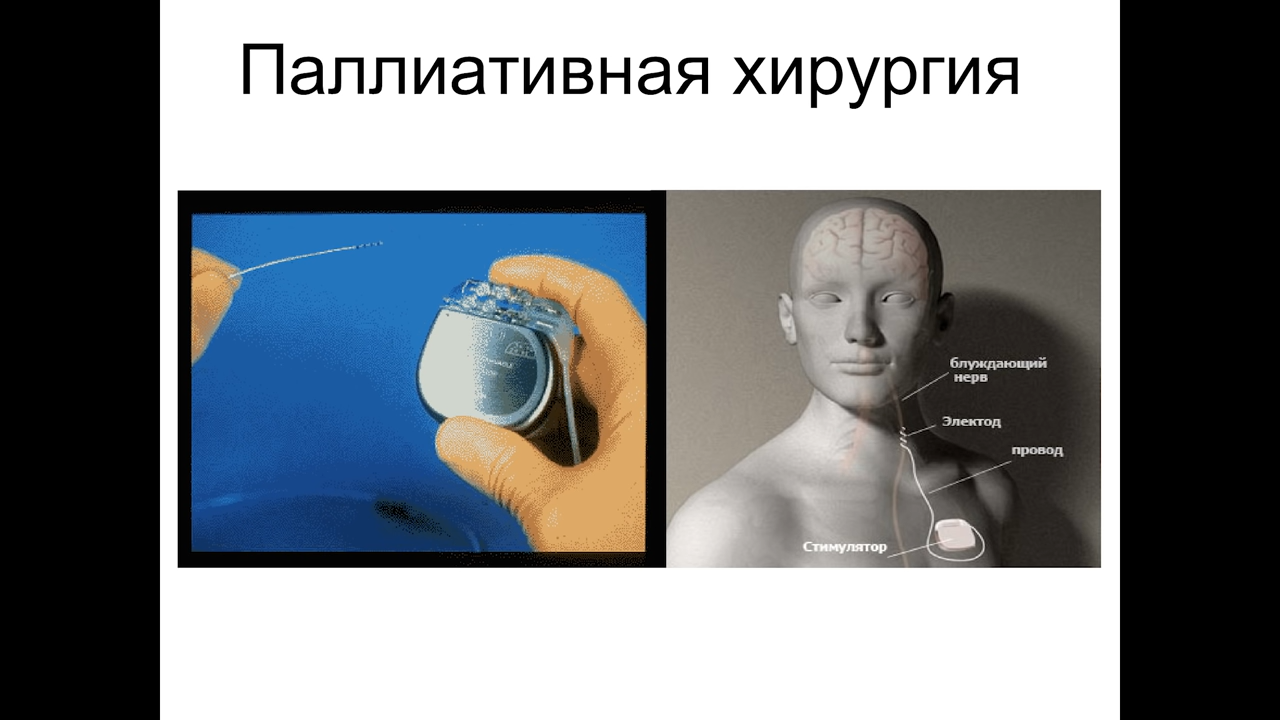 Паллиативная хирургия
блуждающий
нерв
Электод
провод
Стимулятор